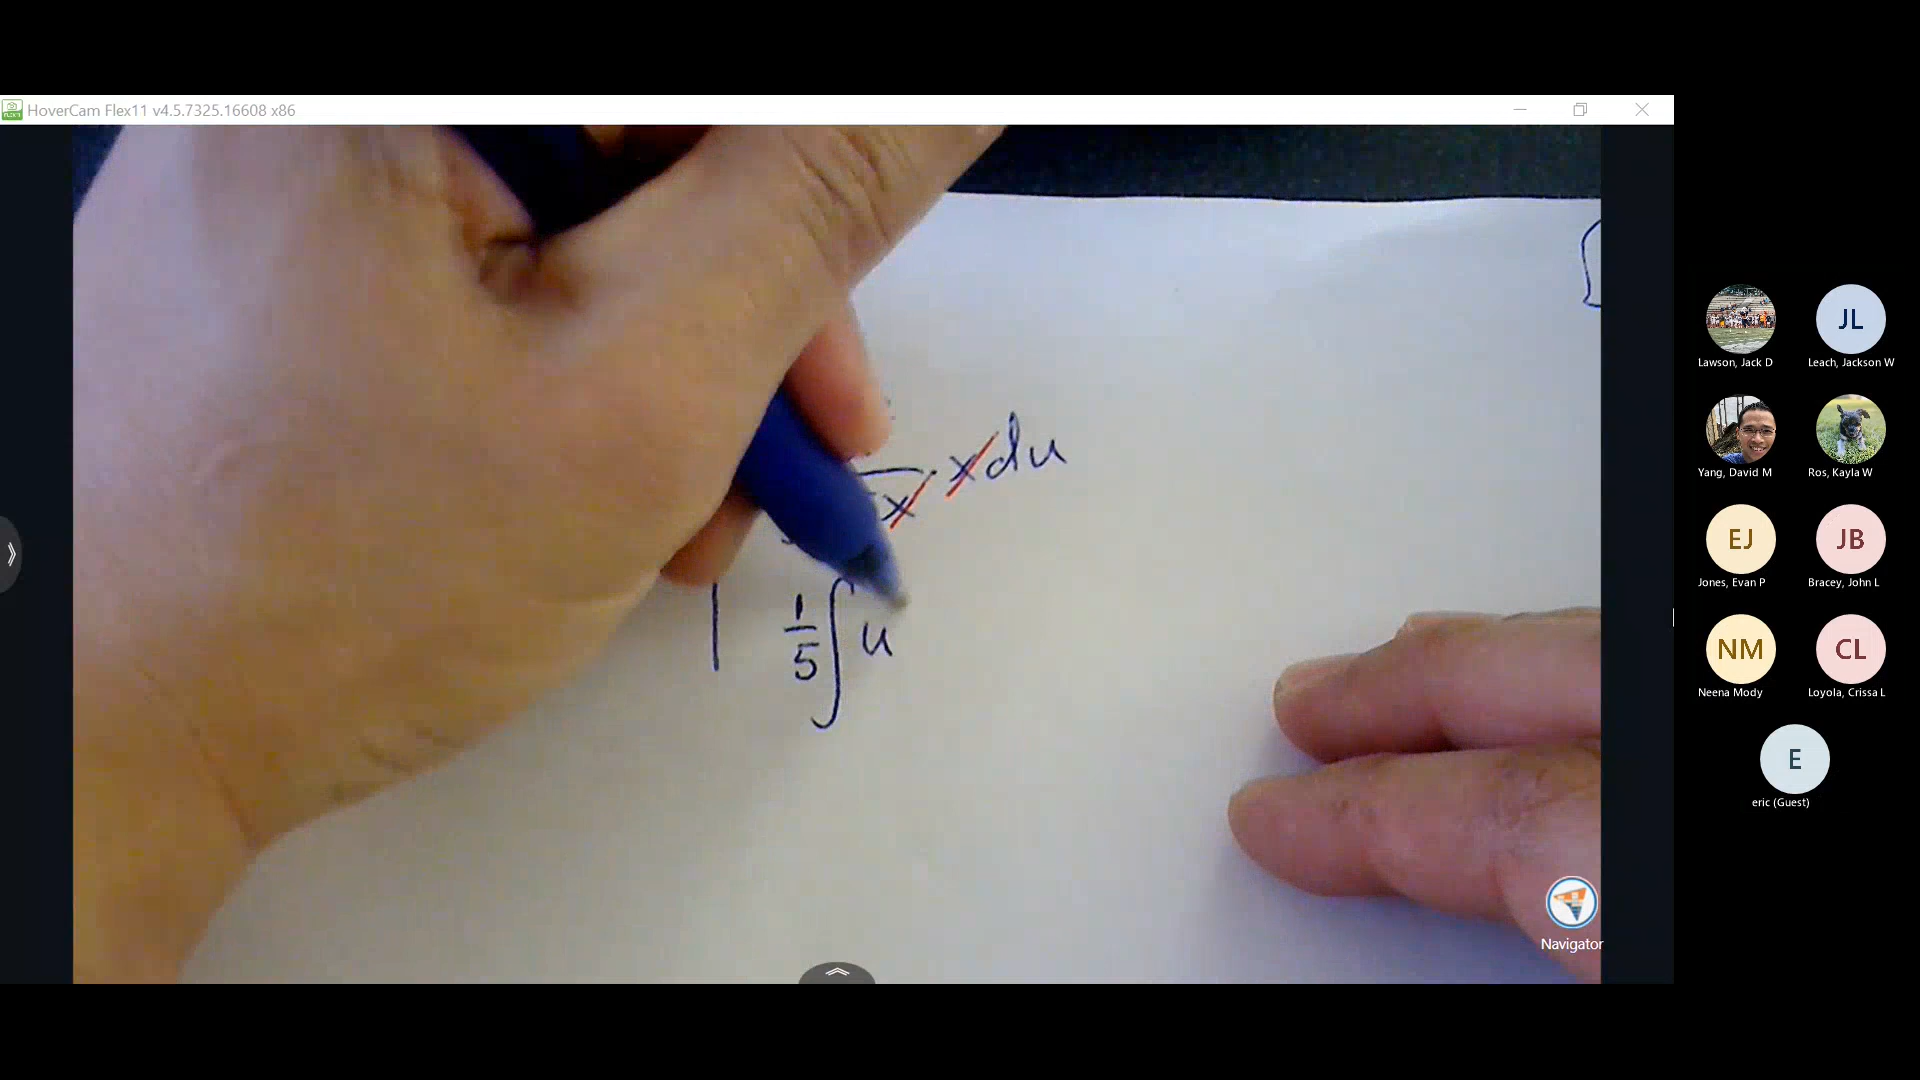 HoverCam Flex11 v4.5.7325.16608 x86
x du
x
1/5 ∫ u
Navigator
Lawson, Jack D
JL
Leach, Jackson W
Yang, David M
Ros, Kayla W
EJ
Jones, Evan P
JB
Bracey, John L
NM
Neena Mody
CL
Loyola, Crissa L
E
eric (Guest)